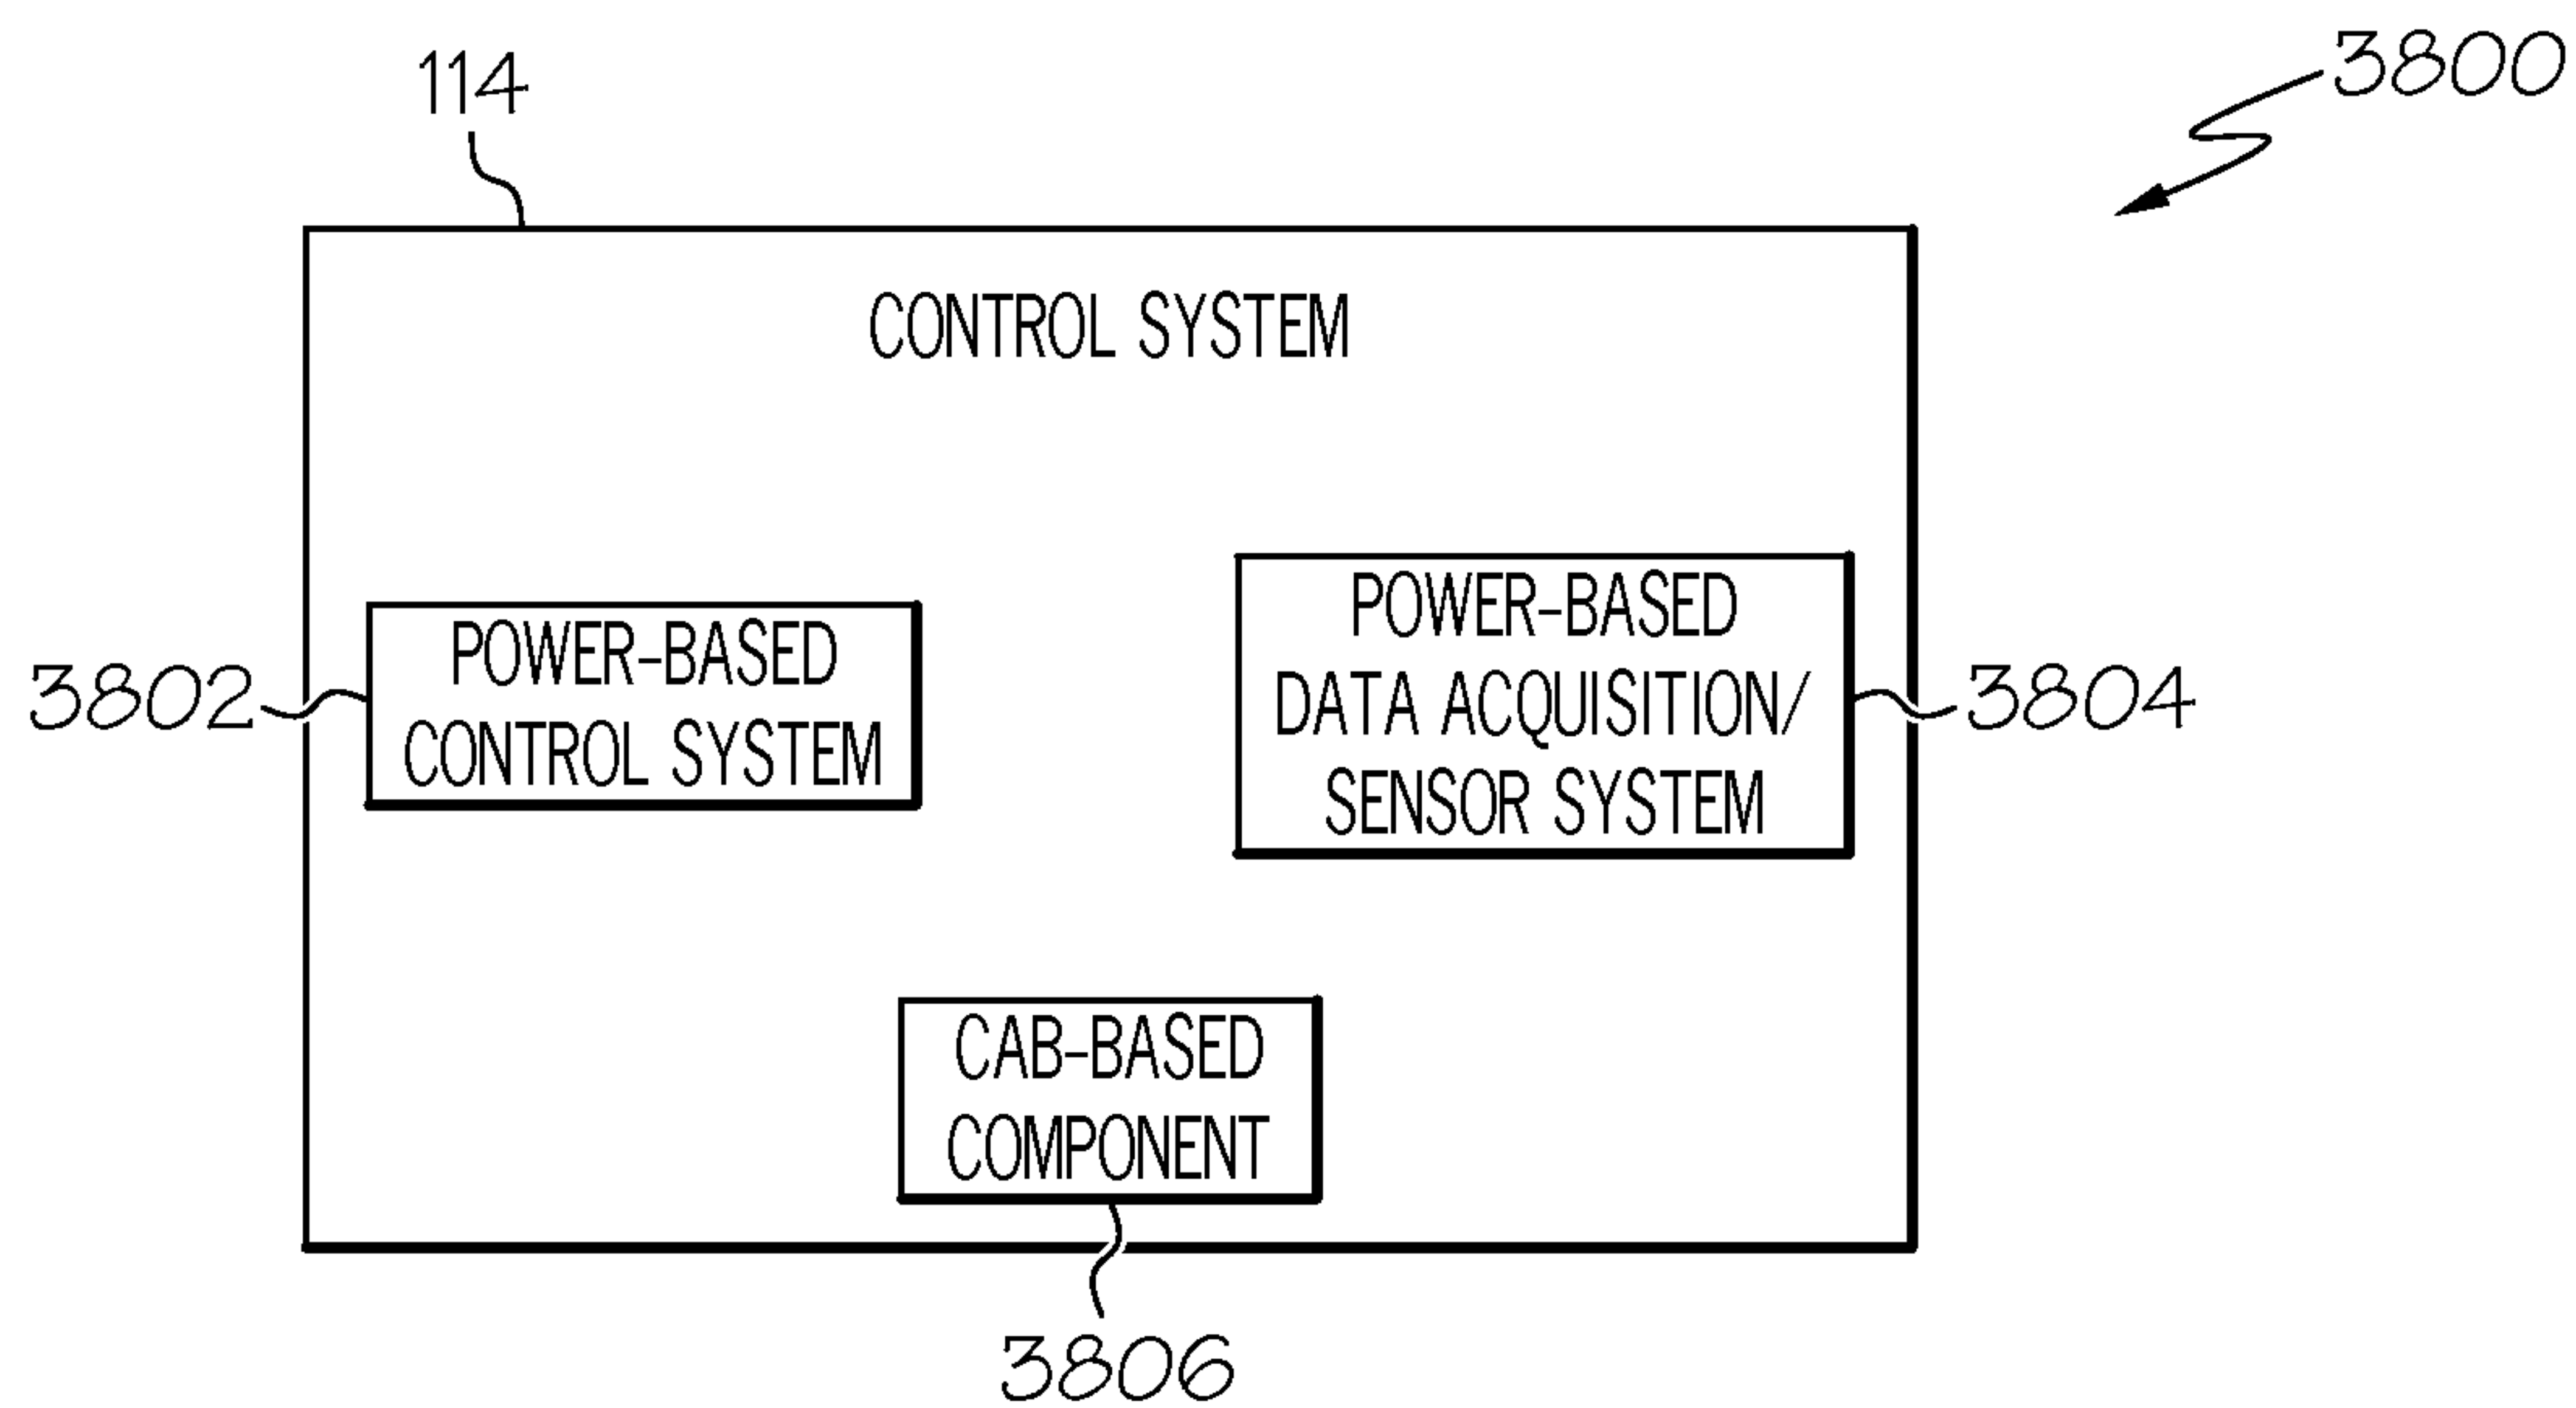 114
3800
CONTROL SYSTEM
POWER-BASED
CONTROL SYSTEM
3802
POWER-BASED
DATA ACQUISITION/
SENSOR SYSTEM
3804
CAB-BASED
COMPONENT
3806